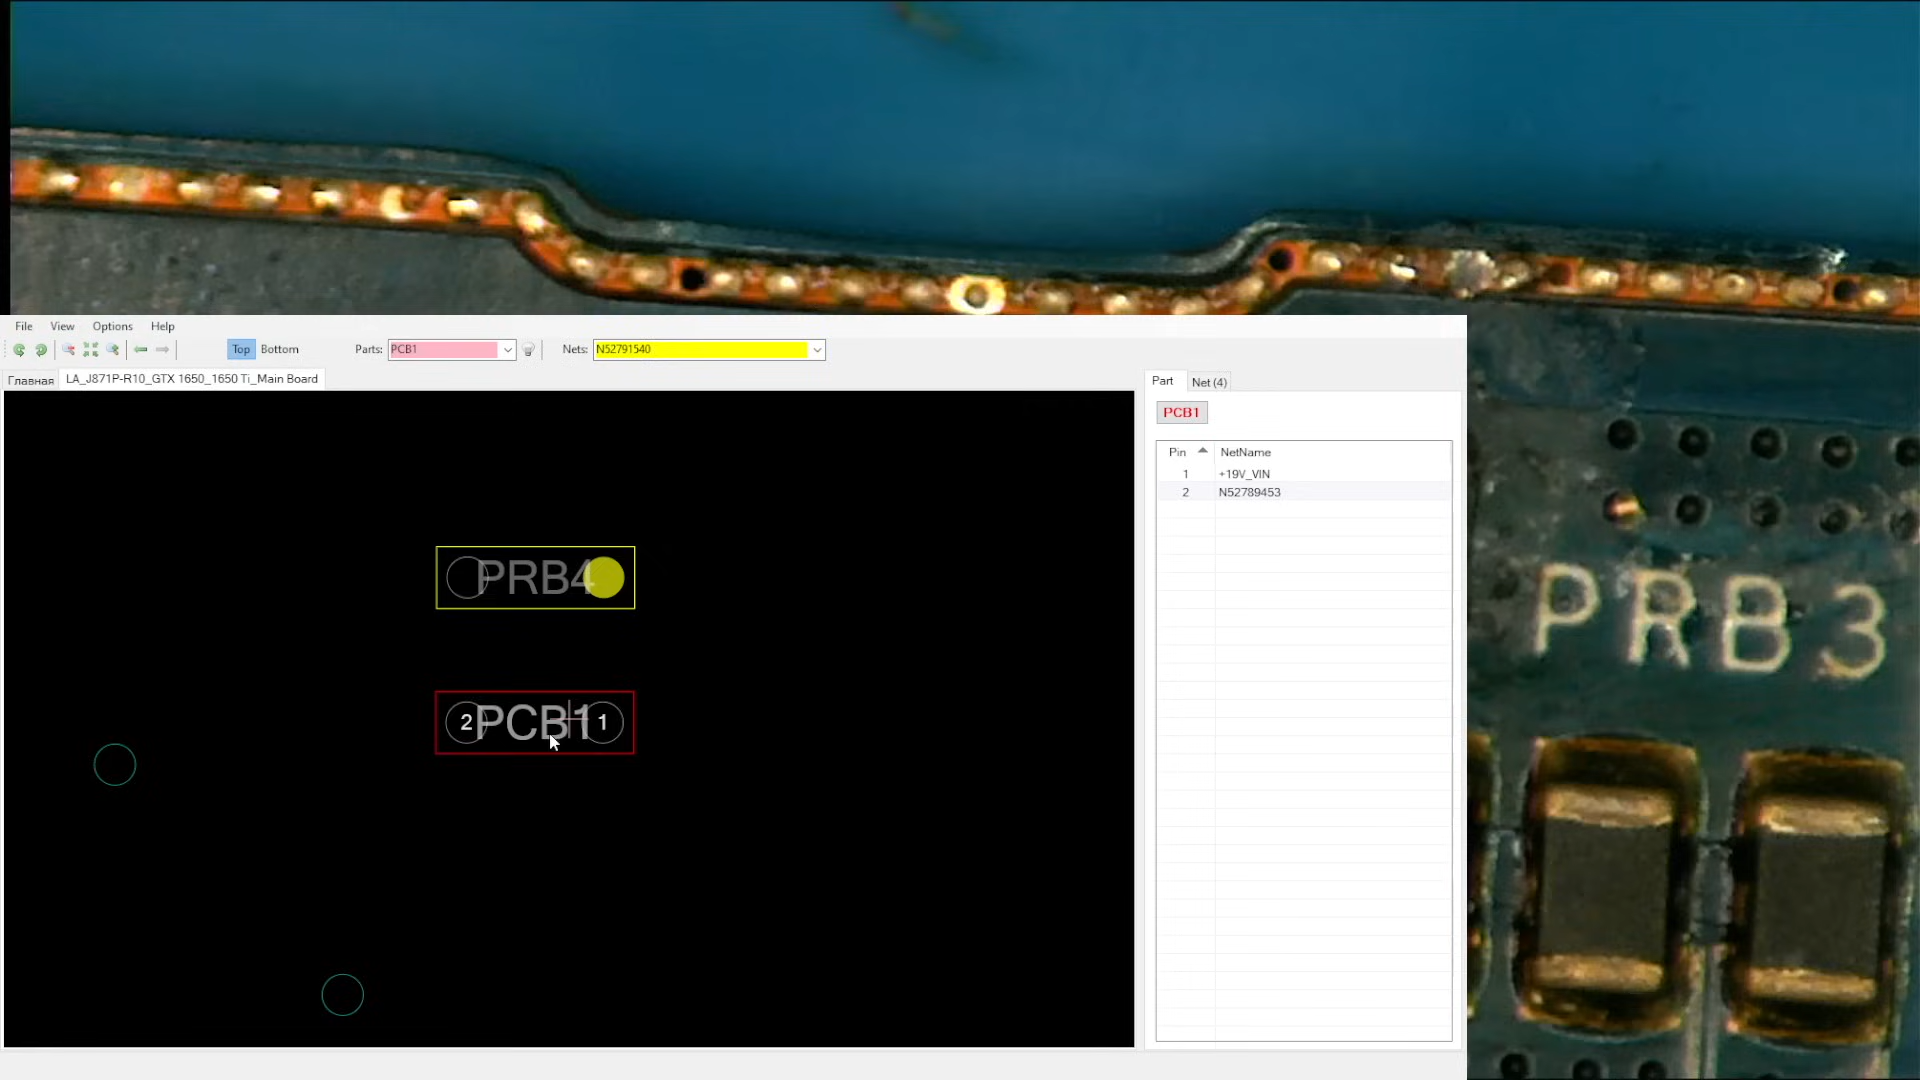 File View Options Help
Top Bottom Parts: PCB1 Nets: N52791540
Главная LA_J871P-R10_GTX 1650_1650 Ti_Main Board
Part Net (4)
PCB1
Pin NetName
1 +19V_VIN
2 N52789453
PRB4
2 PCB1 1
PRB3